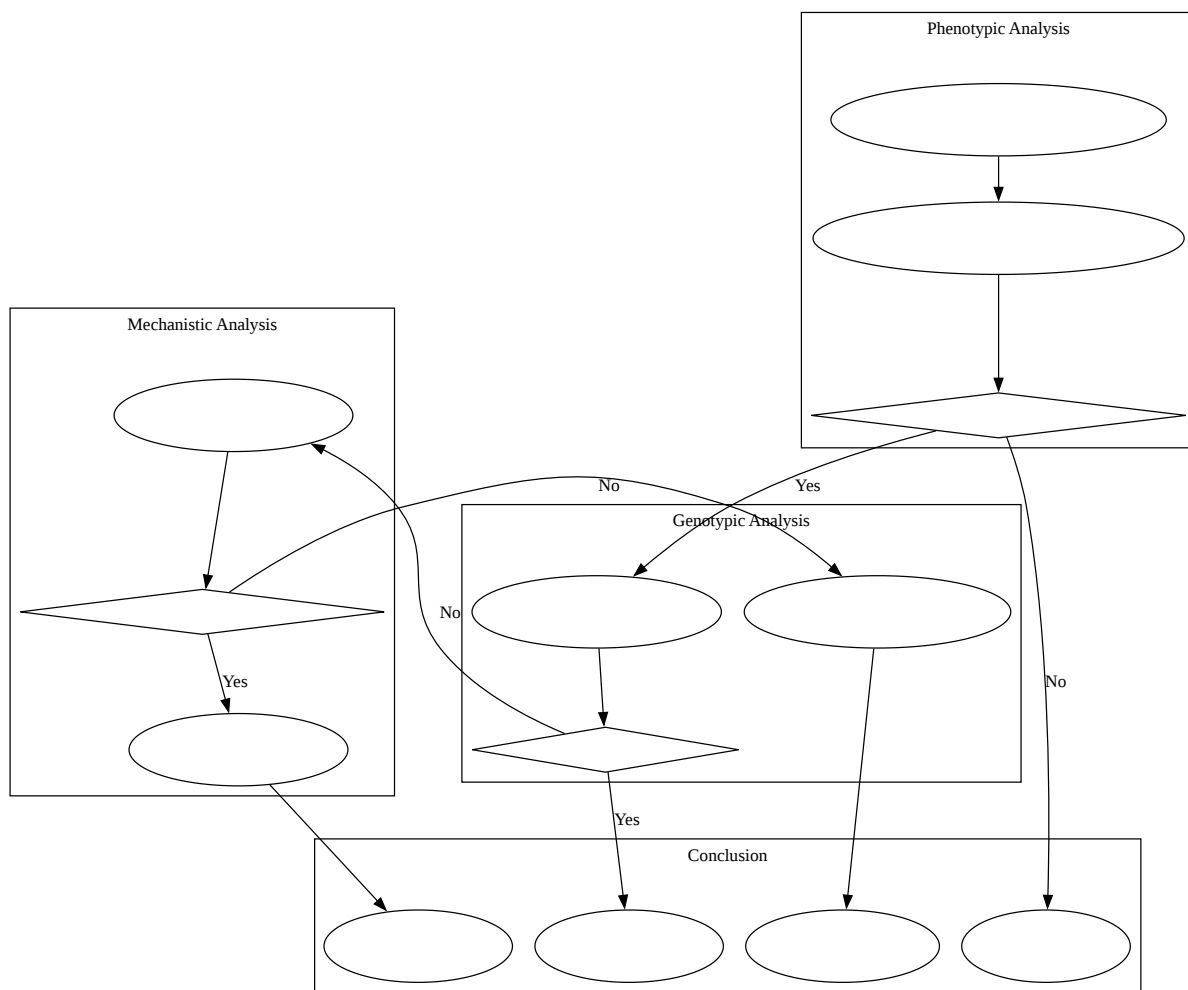 Phenotypic Analysis
Mechanistic Analysis
No
Yes
Genotypic Analysis
No
Yes
No
Yes
Conclusion